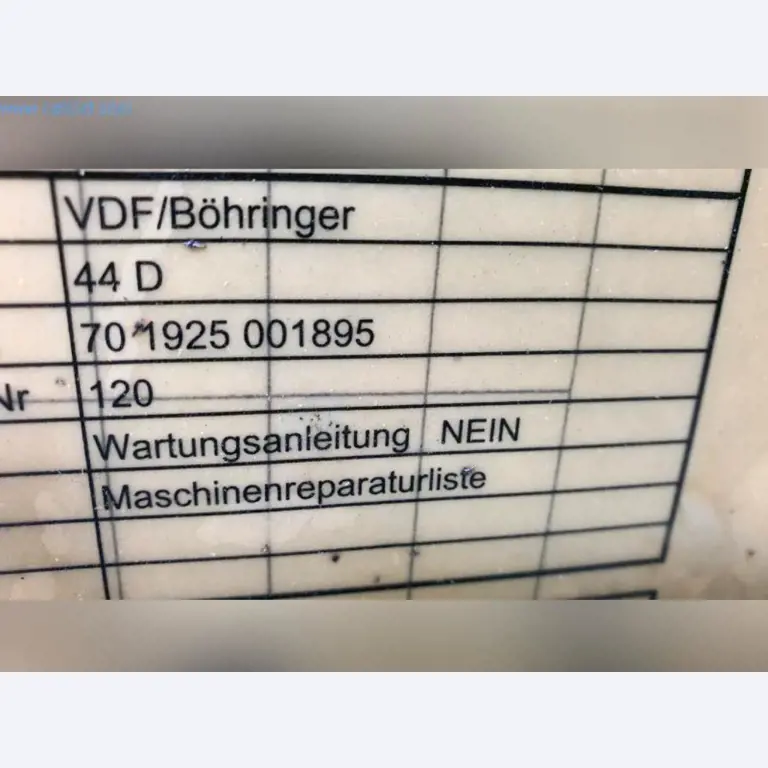 VDF/Böhringer
44 D
70 1925 001895
Nr 120
Wartungsanleitung NEIN
Maschinenreparaturliste